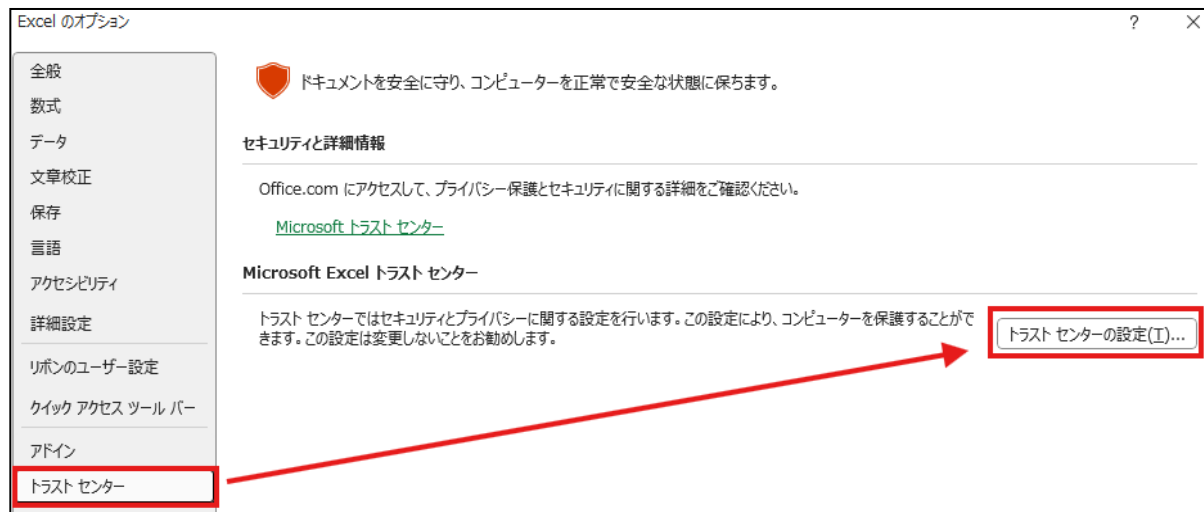 Excel のオプション
? ×
全般
数式
データ
文章校正
保存
言語
アクセシビリティ
詳細設定
リボンのユーザー設定
クイック アクセス ツール バー
アドイン
トラスト センター
ドキュメントを安全に守り、コンピューターを正常で安全な状態に保ちます。
セキュリティと詳細情報
Office.com にアクセスして、プライバシー保護とセキュリティに関する詳細をご確認ください。
Microsoft トラスト センター
Microsoft Excel トラスト センター
トラスト センターではセキュリティとプライバシーに関する設定を行います。この設定により、コンピューターを保護することがで
きます。この設定は変更しないことをお勧めします。
トラスト センターの設定(T)...